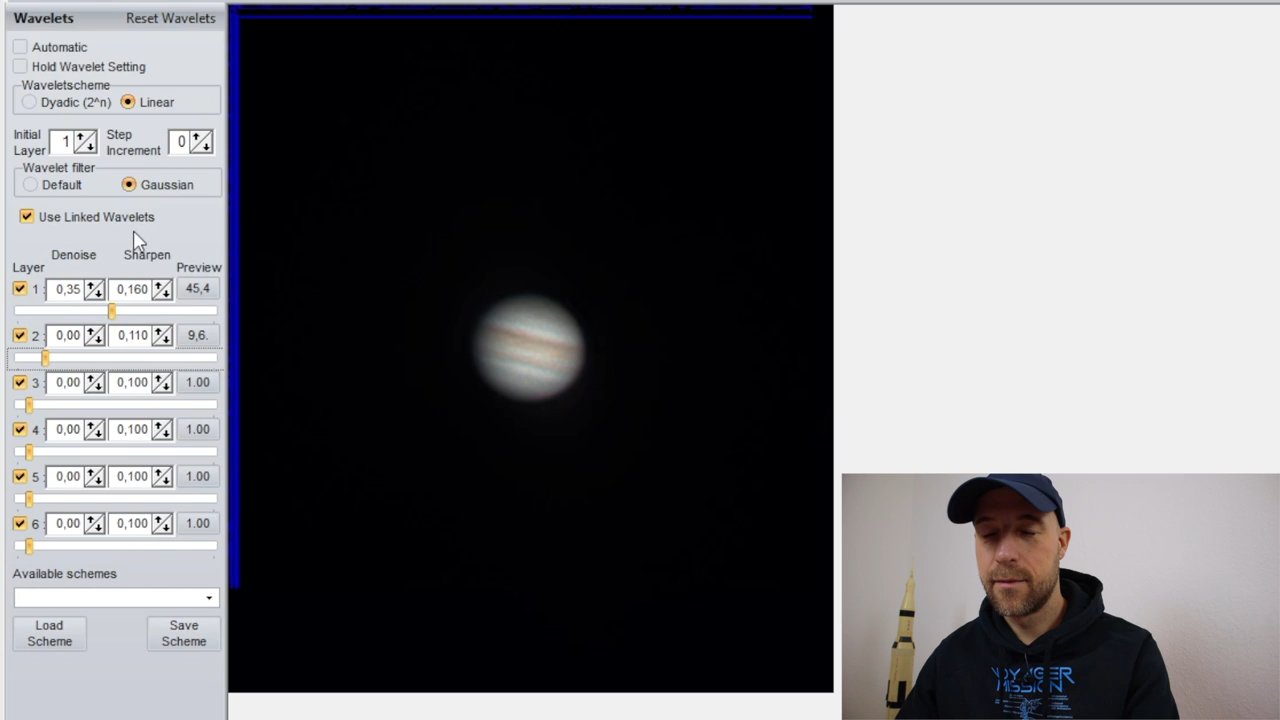 Wavelets Reset Wavelets
Automatic
Hold Wavelet Setting
Waveletscheme
Dyadic (2^n) Linear
Initial Layer 1 Step Increment 0
Wavelet filter
Default Gaussian
Use Linked Wavelets
Denoise Sharpen
Layer Preview
1 : 0,35 0,160 45,4
2 : 0,00 0,110 9,6.
3 : 0,00 0,100 1.00
4 : 0,00 0,100 1.00
5 : 0,00 0,100 1.00
6 : 0,00 0,100 1.00
Available schemes
Load Scheme Save Scheme
VOYAGER
MISSION